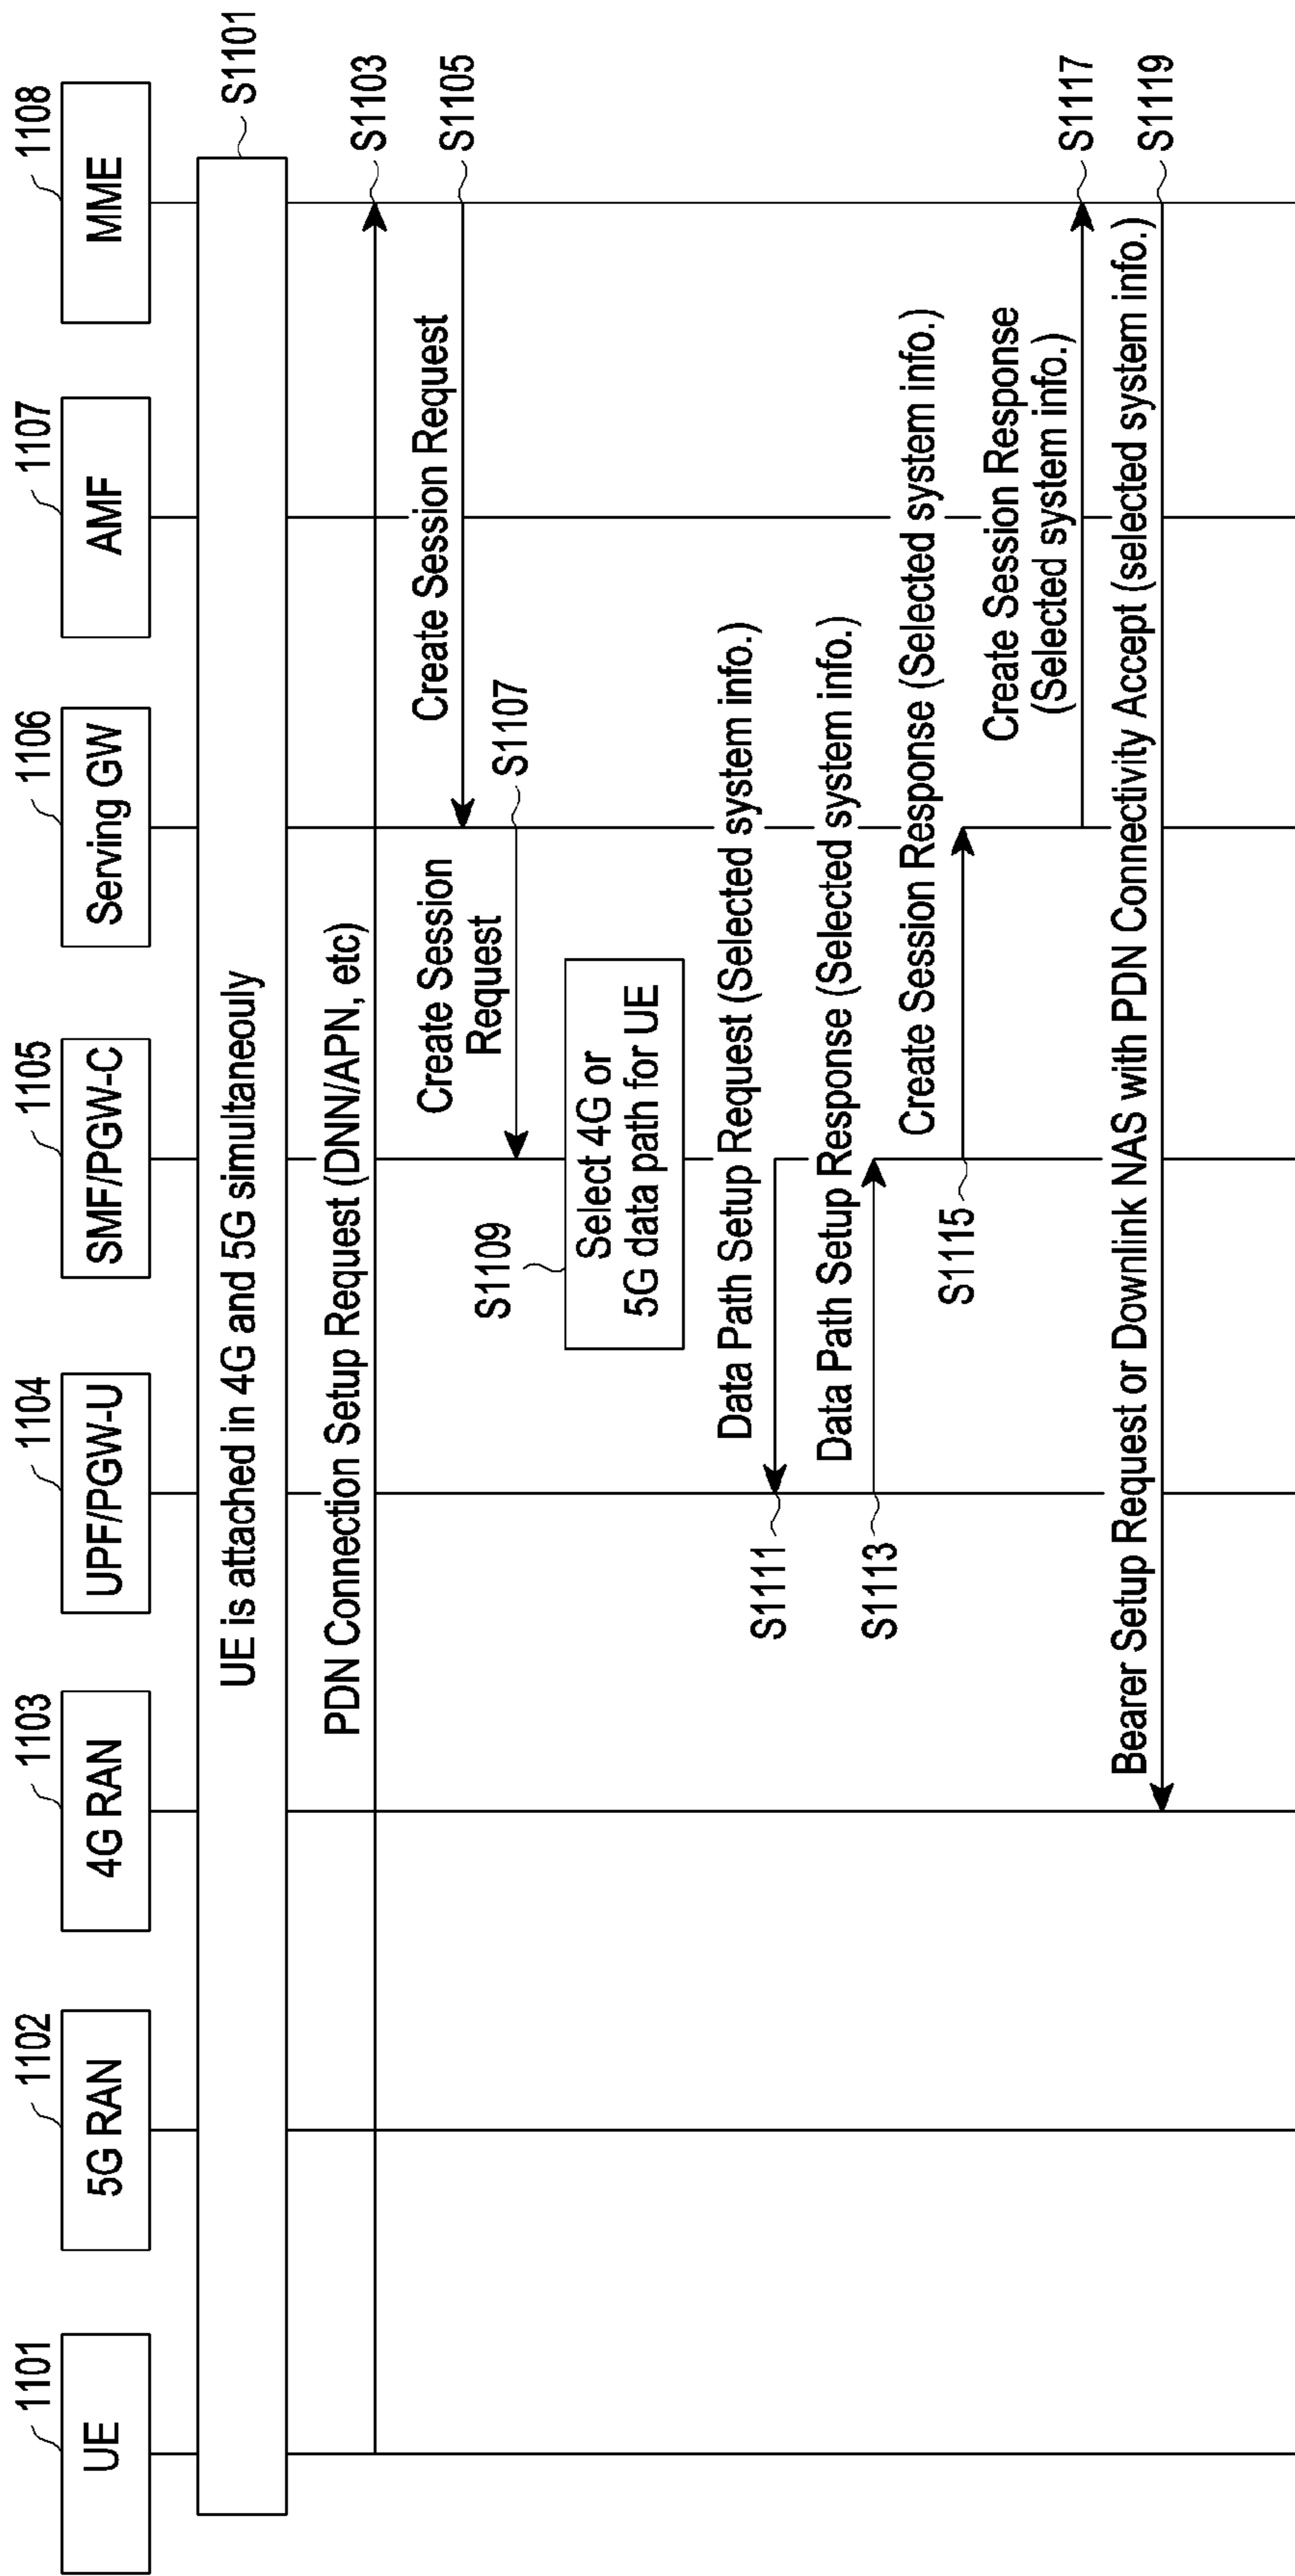 1101
1102
1103
1104
1105
1106
1107
1108
UE
5G RAN
4G RAN
UPF/PGW-U
SMF/PGW-C
Serving GW
AMF
MME
UE is attached in 4G and 5G simultaneouly
S1101
PDN Connection Setup Request (DNN/APN, etc)
S1103
Create Session Request
S1105
Create Session
Request
S1107
S1109
Select 4G or
5G data path for UE
Data Path Setup Request (Selected system info.)
S1111
Data Path Setup Response (Selected system info.)
S1113
Create Session Response (Selected system info.)
S1115
Create Session Response
(Selected system info.)
S1117
Bearer Setup Request or Downlink NAS with PDN Connectivity Accept (selected system info.)
S1119